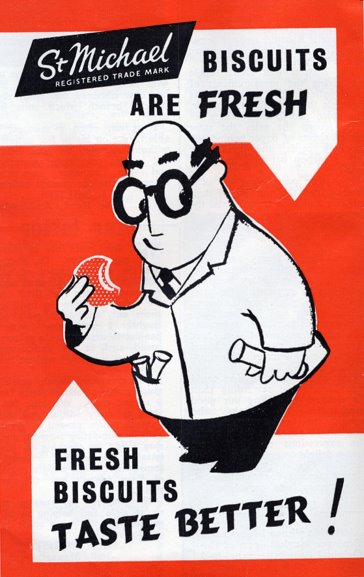 St Michael
REGISTERED TRADE MARK
BISCUITS
ARE FRESH
FRESH
BISCUITS
TASTE BETTER!